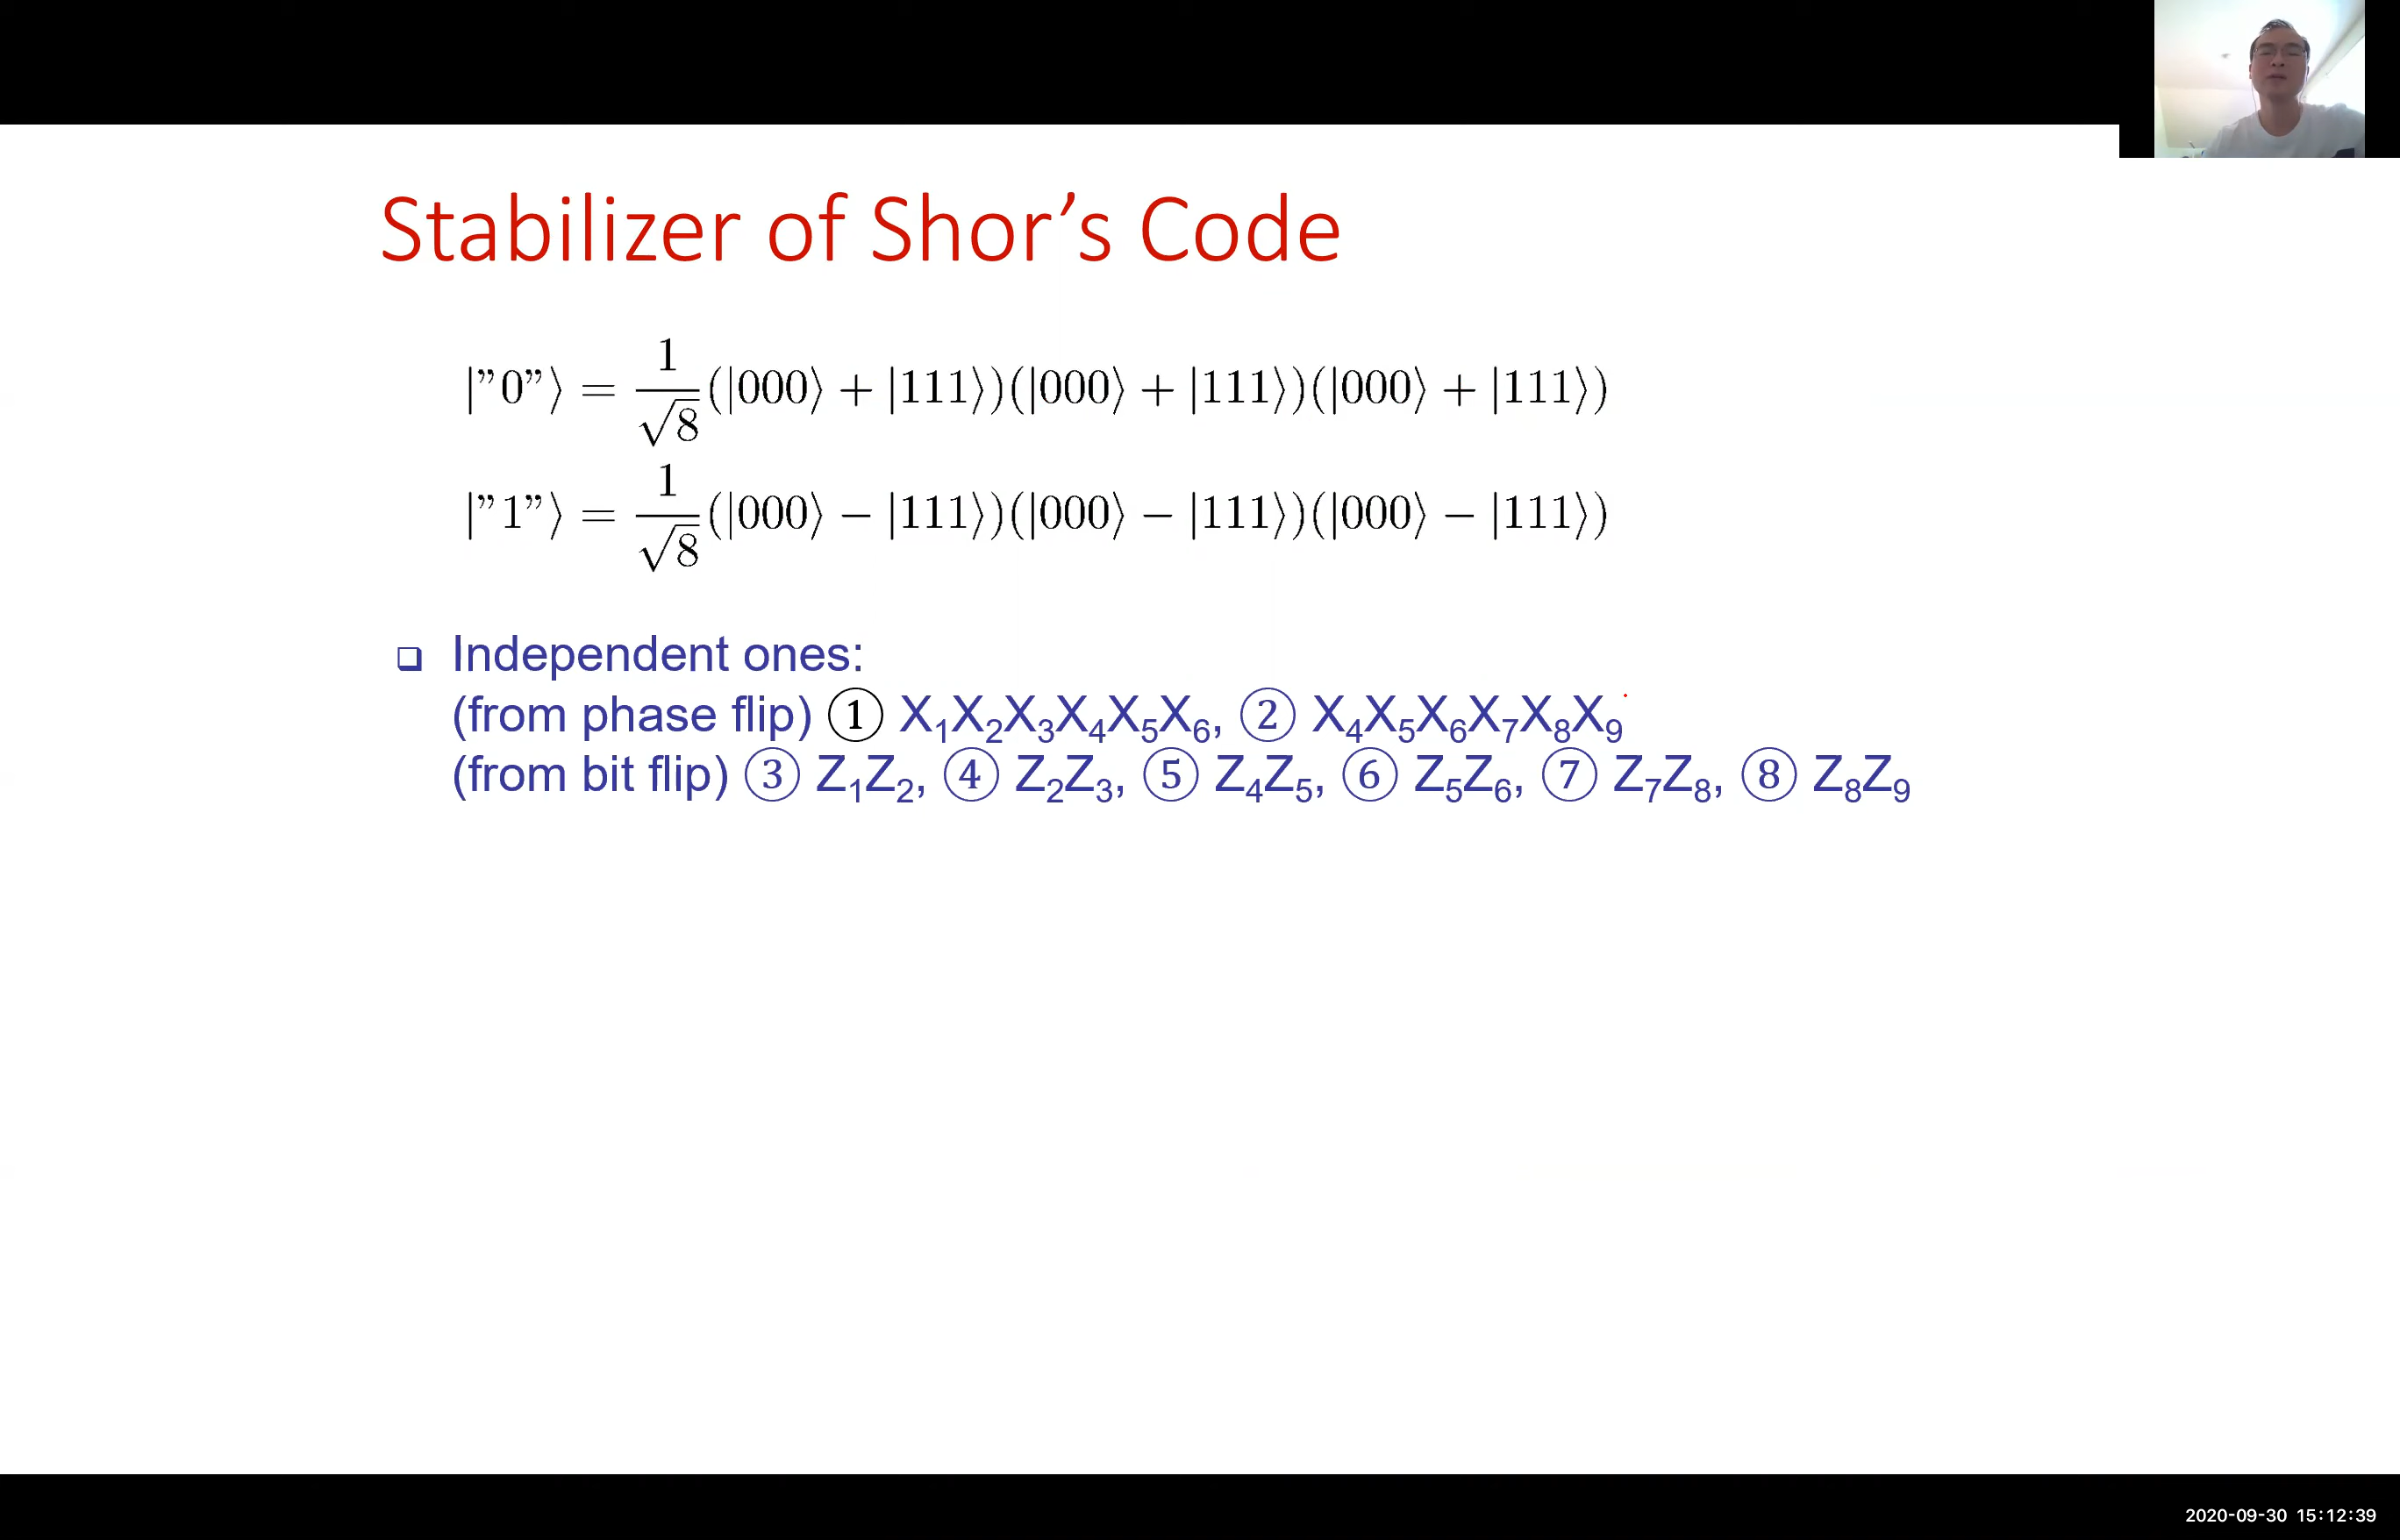 Stabilizer of Shor’s Code
|”0”⟩ = 1/√8 (|000⟩ + |111⟩)(|000⟩ + |111⟩)(|000⟩ + |111⟩)
|”1”⟩ = 1/√8 (|000⟩ − |111⟩)(|000⟩ − |111⟩)(|000⟩ − |111⟩)
❑ Independent ones:
(from phase flip) ① X₁X₂X₃X₄X₅X₆, ② X₄X₅X₆X₇X₈X₉
(from bit flip) ③ Z₁Z₂, ④ Z₂Z₃, ⑤ Z₄Z₅, ⑥ Z₅Z₆, ⑦ Z₇Z₈, ⑧ Z₈Z₉
2020-09-30 15:12:39